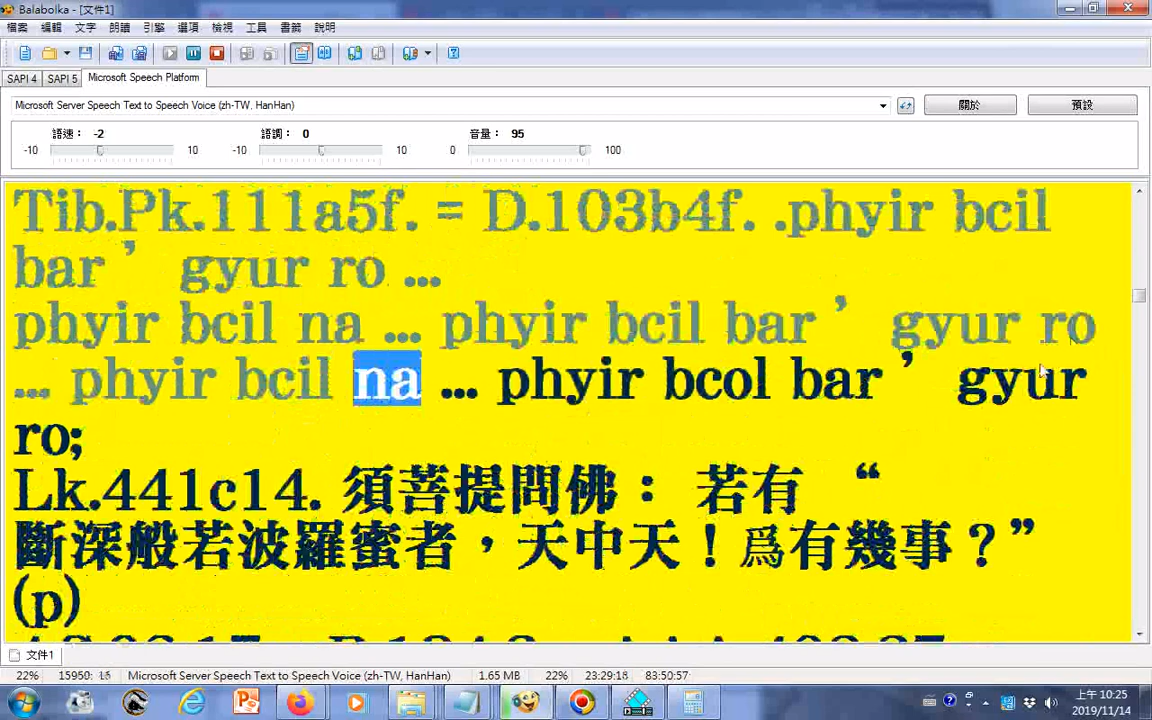 Balabolka - [文件1]
檔案 編輯 文字 朗讀 引擎 選項 檢視 工具 書籤 說明
SAPI 4 SAPI 5 Microsoft Speech Platform
Microsoft Server Speech Text to Speech Voice (zh-TW, HanHan) 關於 預設
語速： -2 語調： 0 音量： 95
-10 10 -10 10 0 100
Tib.Pk.111a5f. = D.103b4f. .phyir bcil
bar ’ gyur ro ...
phyir bcil na ... phyir bcil bar ’ gyur ro
... phyir bcil na ... phyir bcol bar ’ gyur
ro;
Lk.441c14. 須菩提問佛： 若有 “
斷深般若波羅蜜者，天中天！爲有幾事？”
(p)
文件1
22% 15950: 16 Microsoft Server Speech Text to Speech Voice (zh-TW, HanHan) 1.65 MB 22% 23:29:18 83:50:57
上午 10:25
2019/11/14